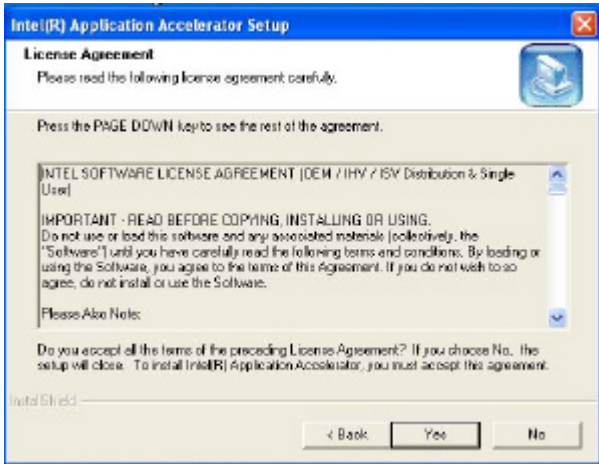 Intel(R) Application Accelerator Setup
License Agreement
Please read the following license agreement carefully.
Press the PAGE DOWN key to see the rest of the agreement.
INTEL SOFTWARE LICENSE AGREEMENT (OEM / IHV / ISV Distribution & Single
User)
IMPORTANT - READ BEFORE COPYING, INSTALLING OR USING.
Do not use or load this software and any associated materials (collectively, the
"Software") until you have carefully read the following terms and conditions. By loading or
using the Software, you agree to the terms of this Agreement. If you do not wish to so
agree, do not install or use the Software.
Please Also Note:
Do you accept all the terms of the preceding License Agreement? If you choose No, the
setup will close. To install Intel(R) Application Accelerator, you must accept this agreement.
InstallShield
< Back
Yes
No